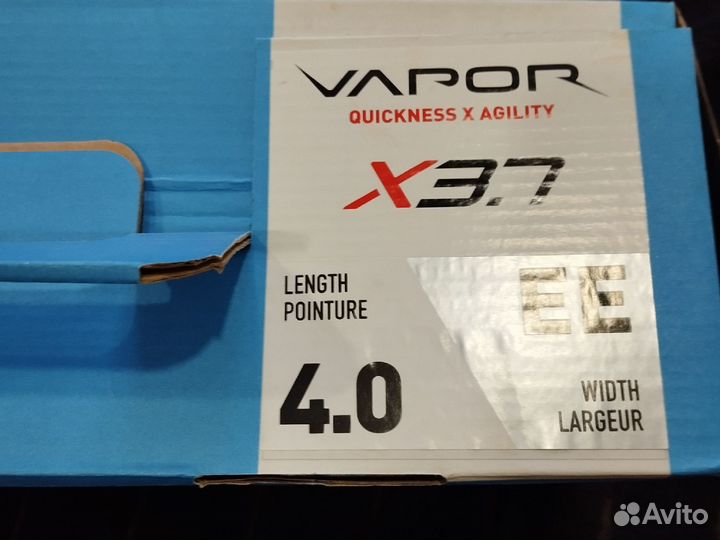 VAPOR
QUICKNESS X AGILITY
X3.7
LENGTH
POINTURE
EE
4.0
WIDTH
LARGEUR
Avito